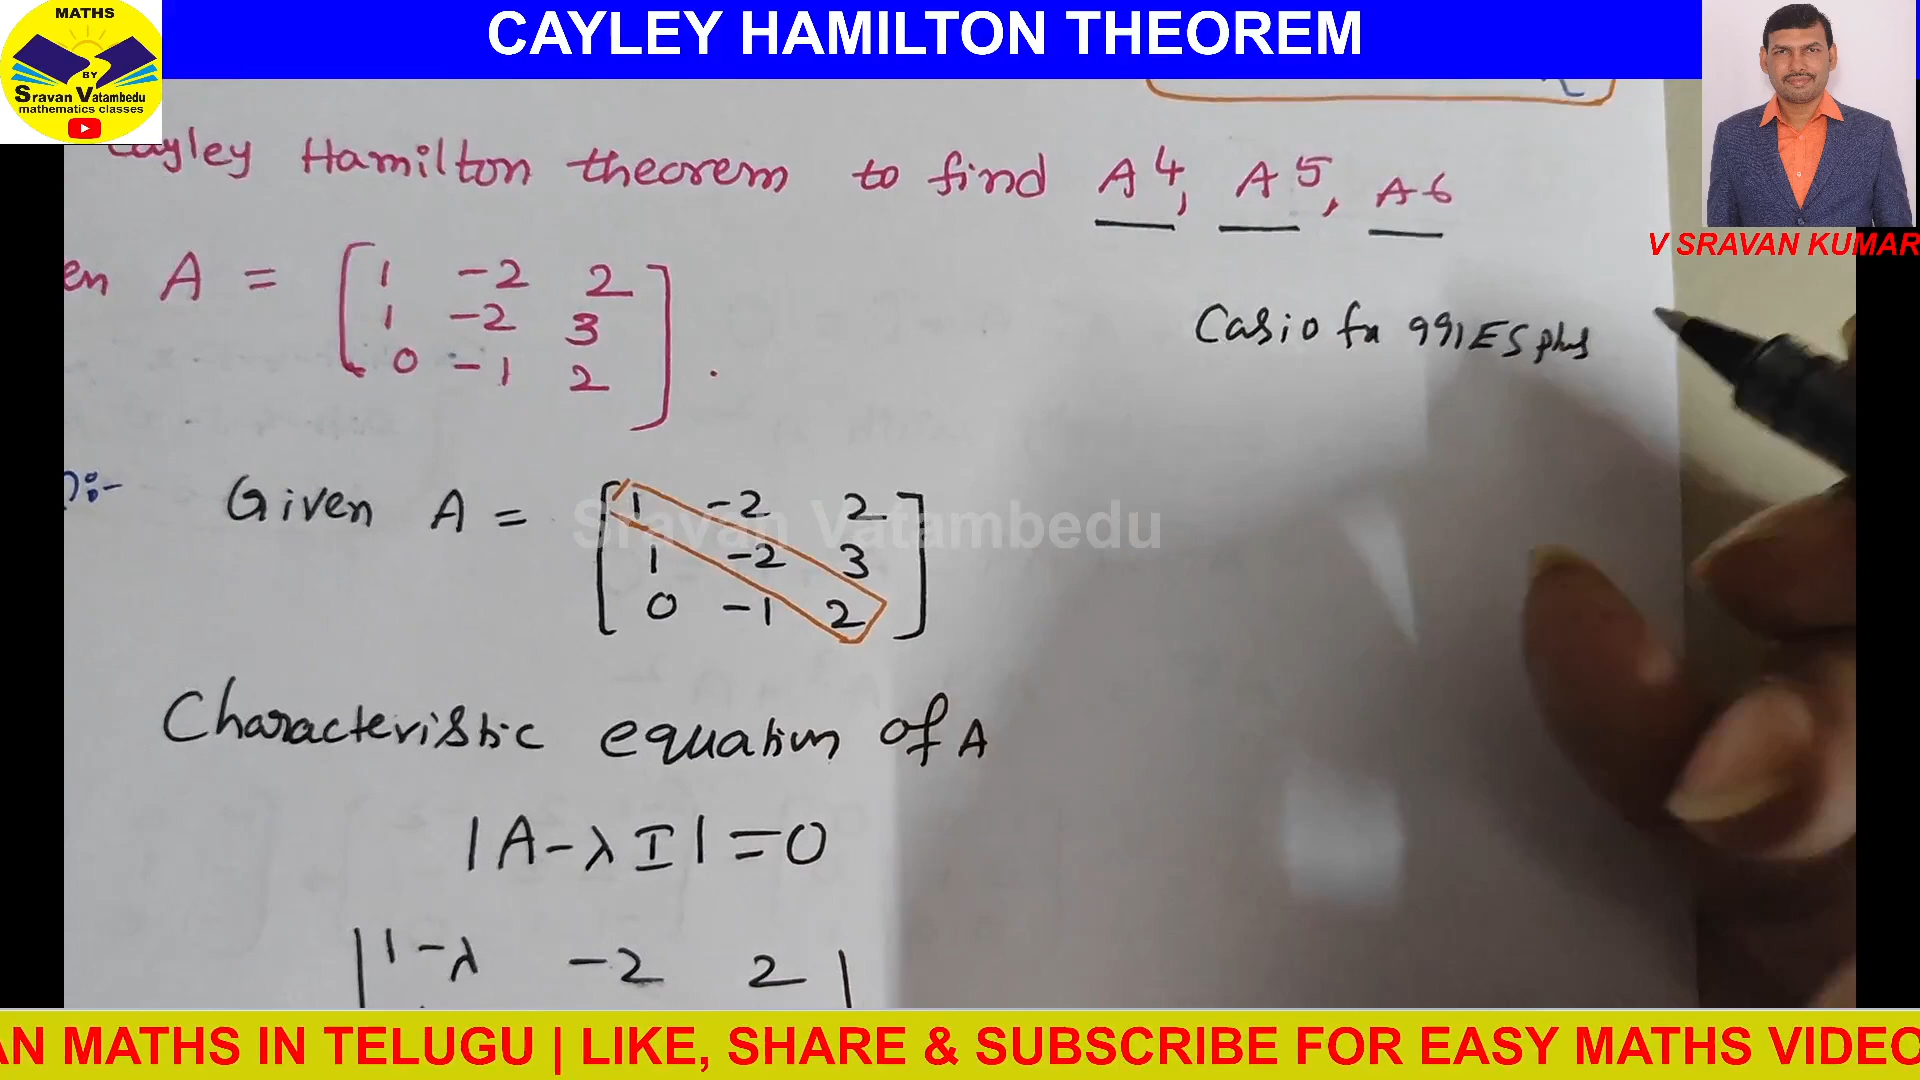 MATHS
BY
Sravan Vatambedu
mathematics classes
CAYLEY HAMILTON THEOREM
V SRAVAN KUMAR
Cayley Hamilton theorem to find A4, A5, A6
en A = [ 1 -2 2
1 -2 3
0 -1 2 ] .
Casio fx 991ES plus
):-
Given A = [ 1 -2 2
1 -2 3
0 -1 2 ]
Sravan Vatambedu
Characteristic equation of A
|A-λI|=0
| 1-λ -2 2 |
AN MATHS IN TELUGU | LIKE, SHARE & SUBSCRIBE FOR EASY MATHS VIDEO